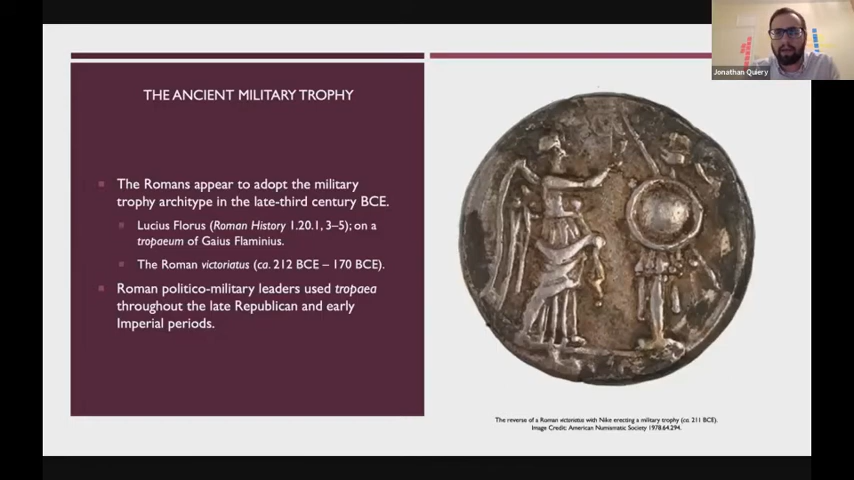 Jonathan Quiery
THE ANCIENT MILITARY TROPHY
The Romans appear to adopt the military
trophy architype in the late-third century BCE.
Lucius Florus (Roman History 1.20.1, 3–5); on a
tropaeum of Gaius Flaminius.
The Roman victoriatus (ca. 212 BCE – 170 BCE).
Roman politico-military leaders used tropaea
throughout the late Republican and early
Imperial periods.
The reverse of a Roman victoriatus with Nike erecting a military trophy (ca. 211 BCE).
Image Credit: American Numismatic Society 1978.64.294.